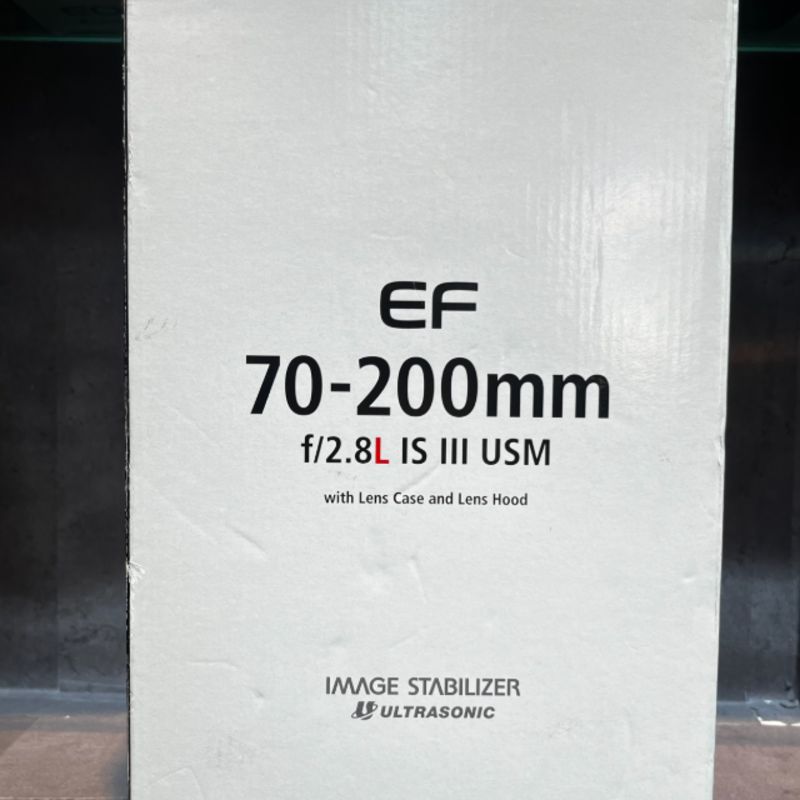 EF
70-200mm
f/2.8L IS III USM
with Lens Case and Lens Hood
IMAGE STABILIZER
ULTRASONIC